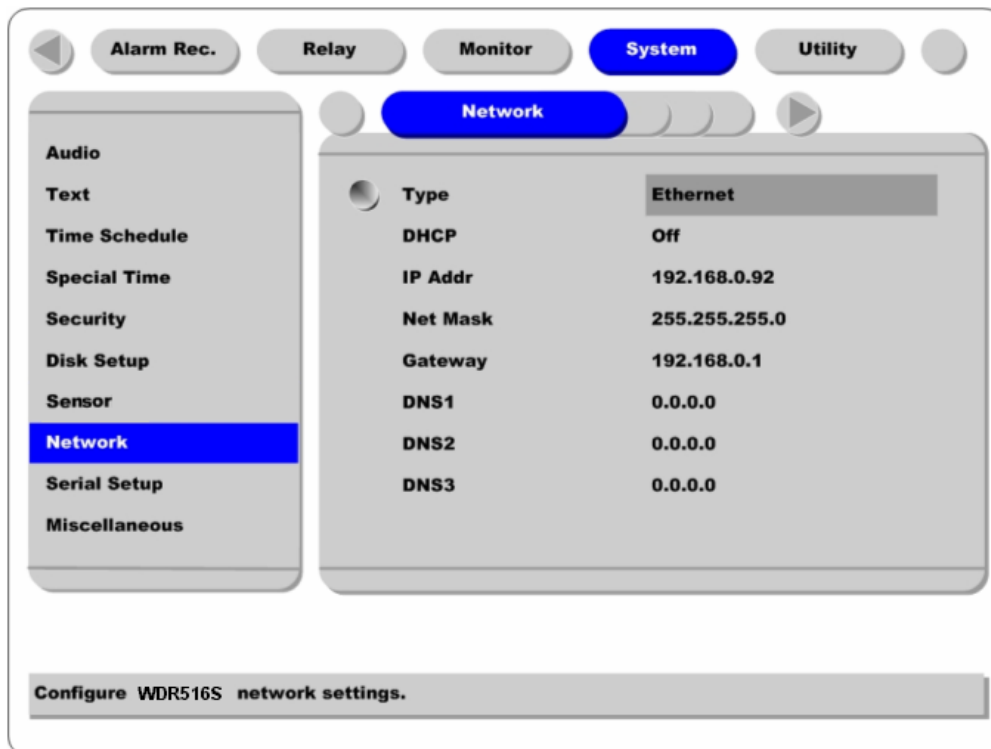 Alarm Rec. Relay Monitor System Utility
Network
Audio
Text
Time Schedule
Special Time
Security
Disk Setup
Sensor
Network
Serial Setup
Miscellaneous
Type Ethernet
DHCP Off
IP Addr 192.168.0.92
Net Mask 255.255.255.0
Gateway 192.168.0.1
DNS1 0.0.0.0
DNS2 0.0.0.0
DNS3 0.0.0.0
Configure WDR516S network settings.